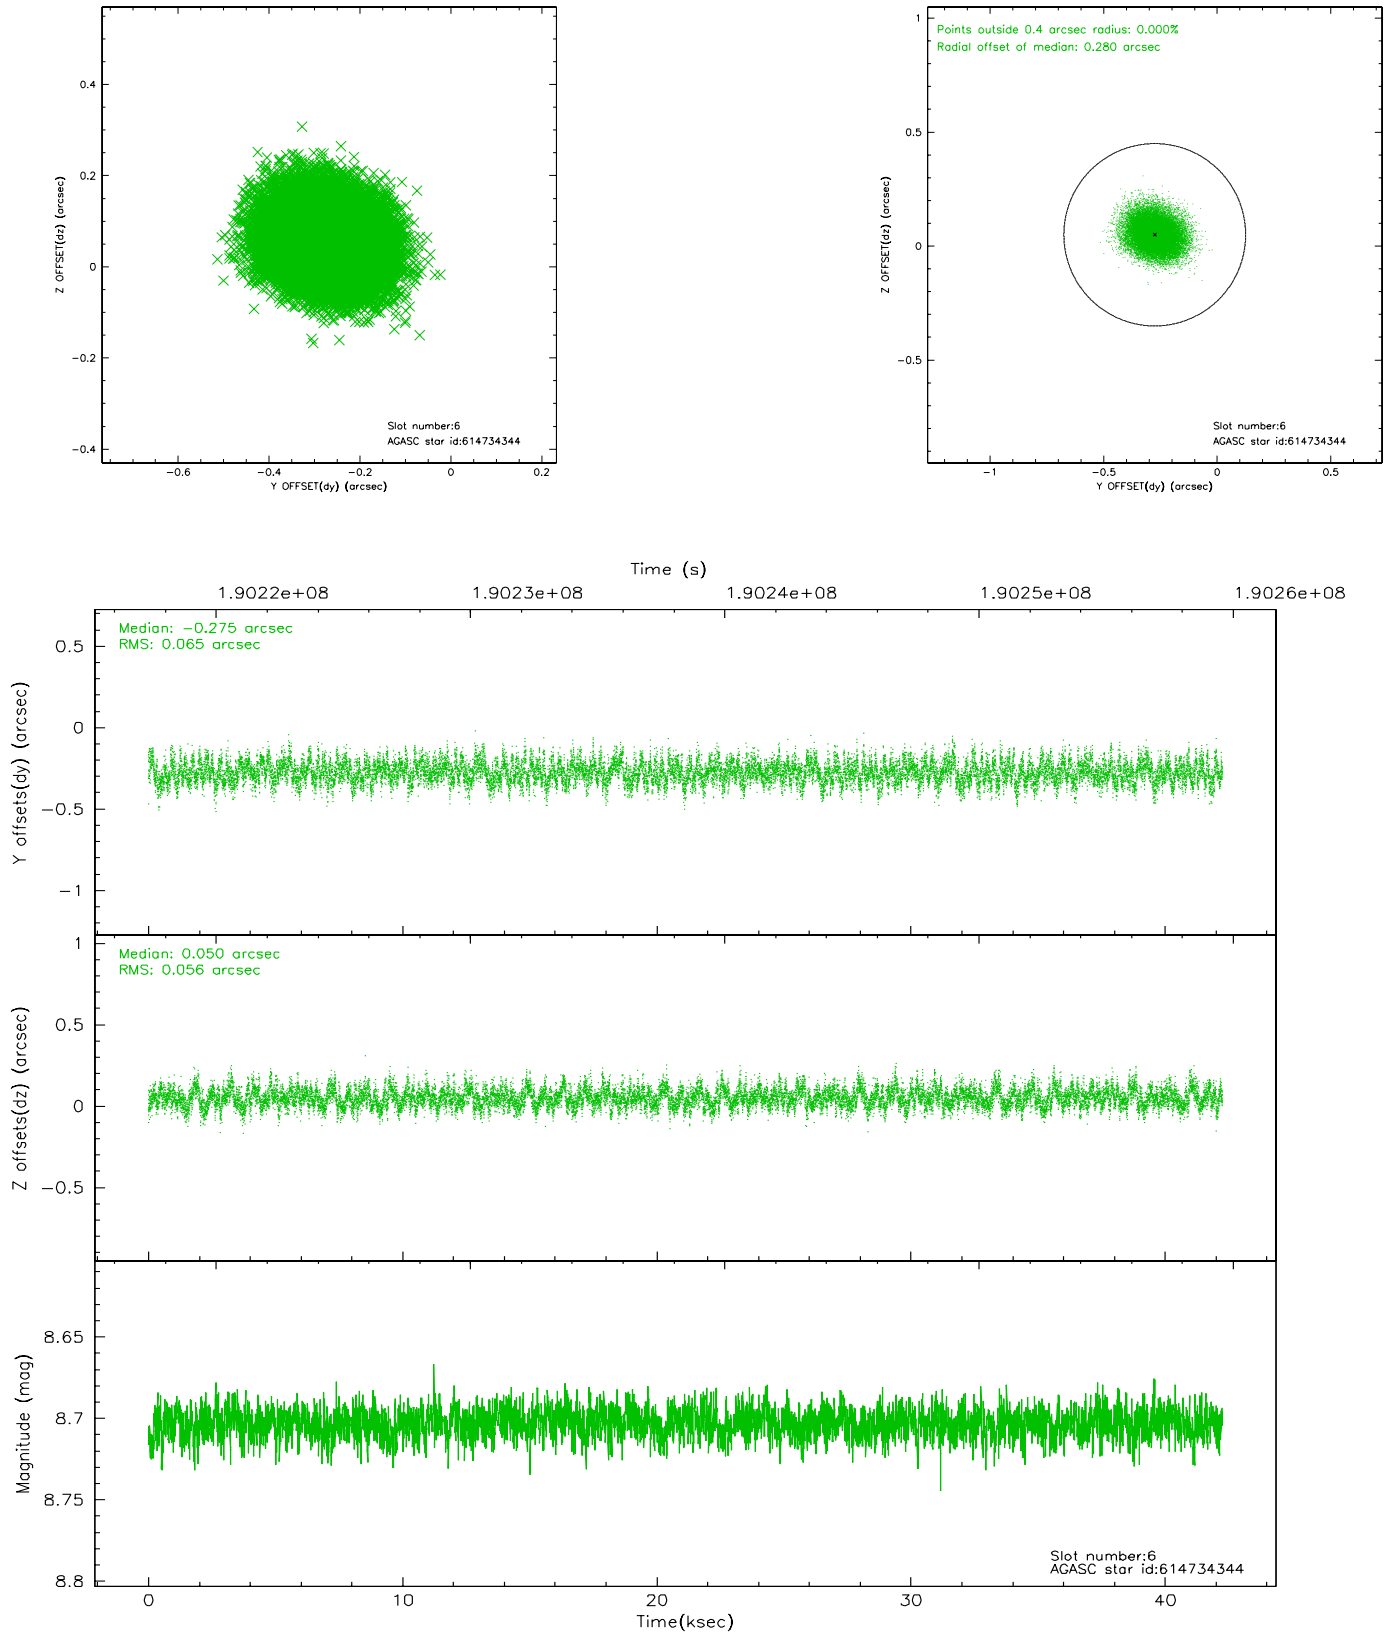 0.4
0.2
0
−0.2
−0.4
Z OFFSET(dz) (arcsec)
Slot number:6
AGASC star id:614734344
−0.6
−0.4
−0.2
0
0.2
Y OFFSET(dy) (arcsec)
Points outside 0.4 arcsec radius: 0.000%
Radial offset of median: 0.280 arcsec
1
0.5
0
−0.5
Z OFFSET(dz) (arcsec)
Slot number:6
AGASC star id:614734344
−1
−0.5
0
0.5
Y OFFSET(dy) (arcsec)
Time (s)
1.9022e+08
1.9023e+08
1.9024e+08
1.9025e+08
1.9026e+08
Median: −0.275 arcsec
RMS: 0.065 arcsec
0.5
0
−0.5
−1
Y offsets(dy) (arcsec)
Median: 0.050 arcsec
RMS: 0.056 arcsec
1
0.5
0
−0.5
Z offsets(dz) (arcsec)
8.65
8.7
8.75
8.8
Magnitude (mag)
Slot number:6
AGASC star id:614734344
0
10
20
30
40
Time(ksec)